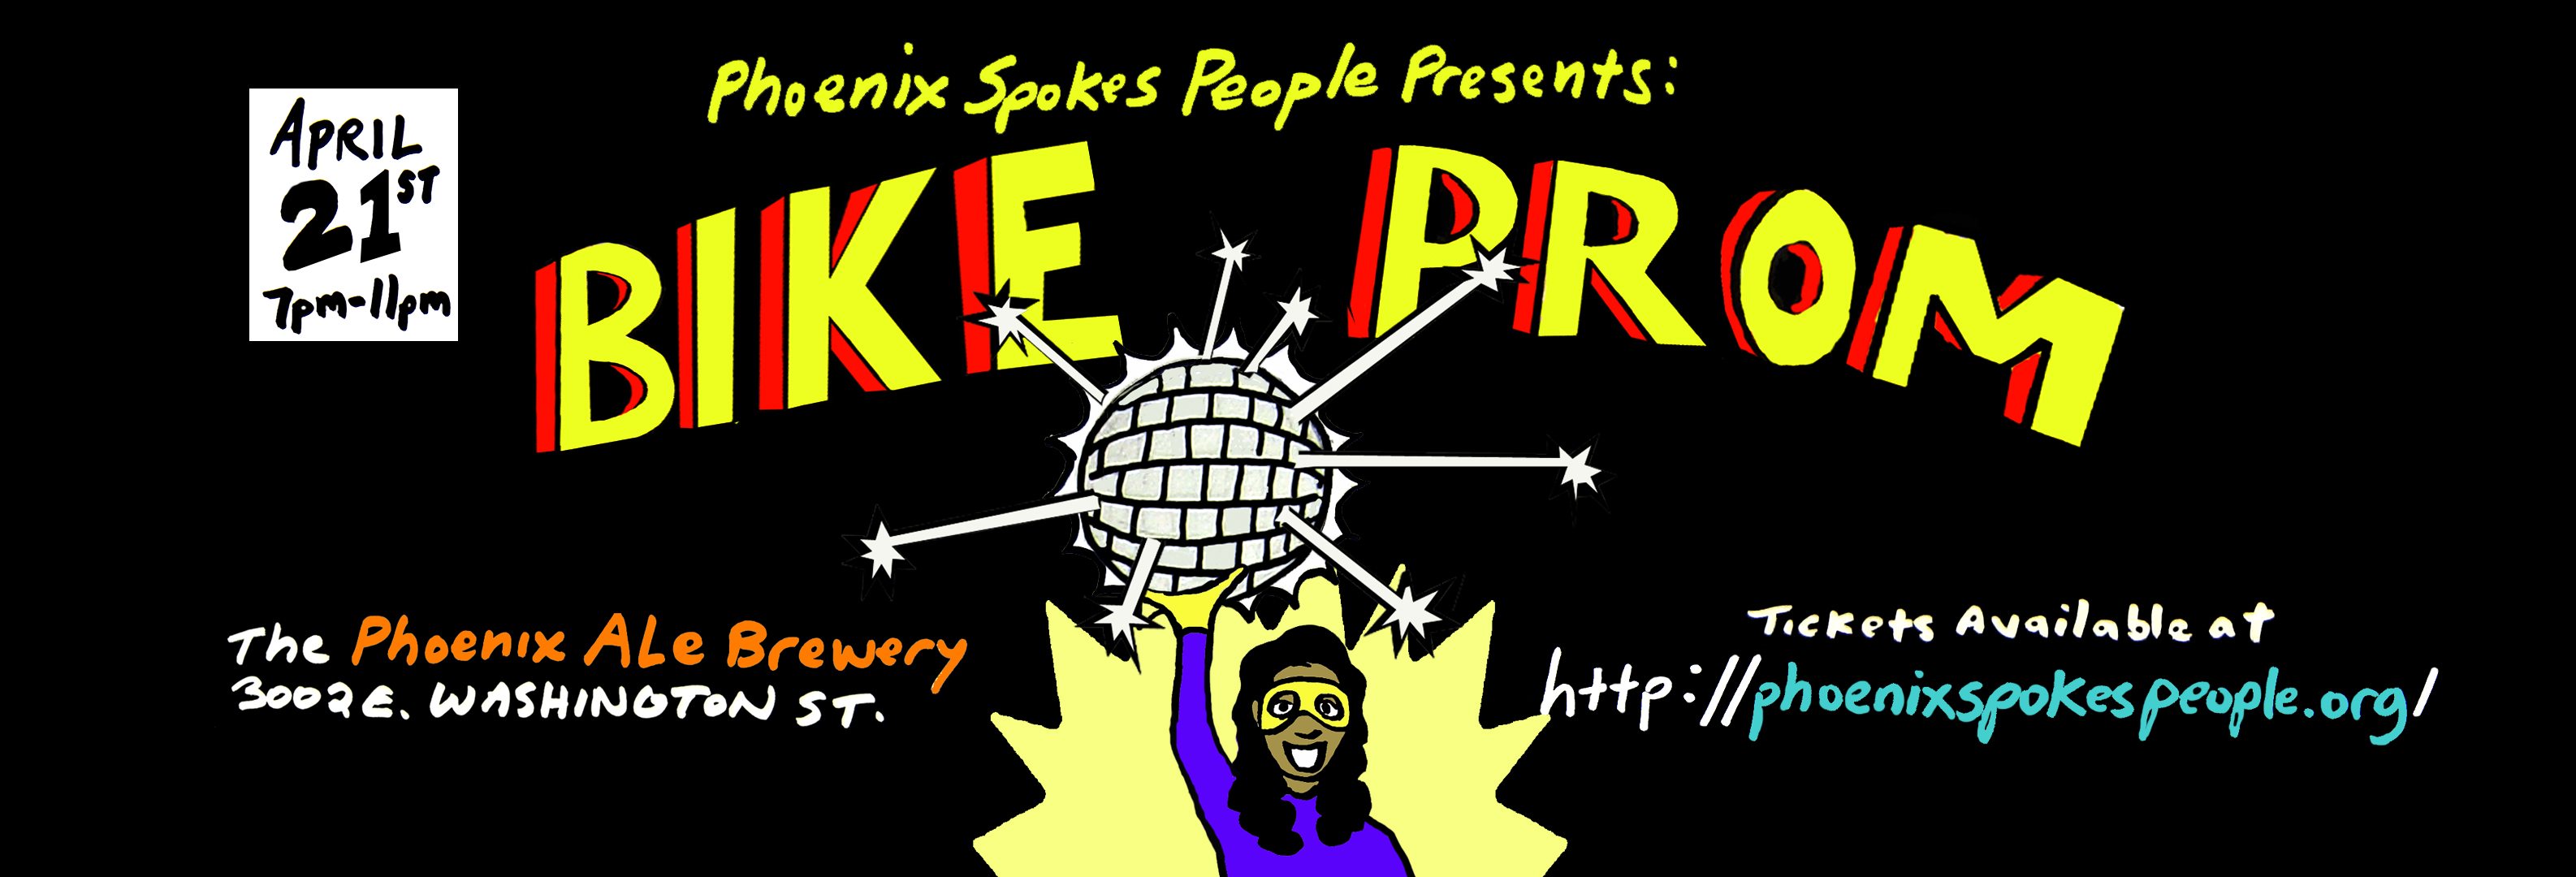 Phoenix Spokes People Presents:
BIKE PROM
APRIL
21ST
7pm-11pm
The Phoenix Ale Brewery
3002 E. WASHINGTON ST.
Tickets Available at
http://phoenixspokespeople.org/